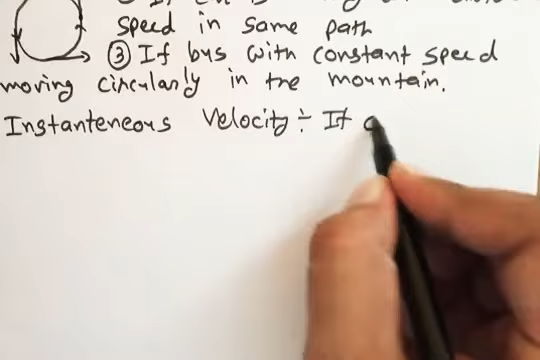 speed in same path
③ If bus with constant speed
moving circularly in the mountain.
Instanteneous Velocity ÷ If a